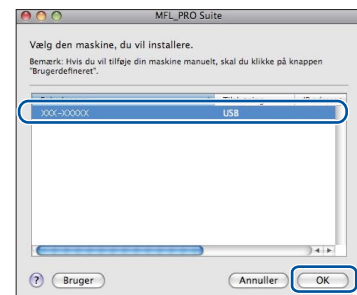 MFL_PRO Suite
Vælg den maskine, du vil installere.
Bemærk: Hvis du vil tilføje din maskine manuelt, skal du klikke på knappen
"Brugerdefineret".
XXX-XXXXX USB
? Bruger Annuller OK